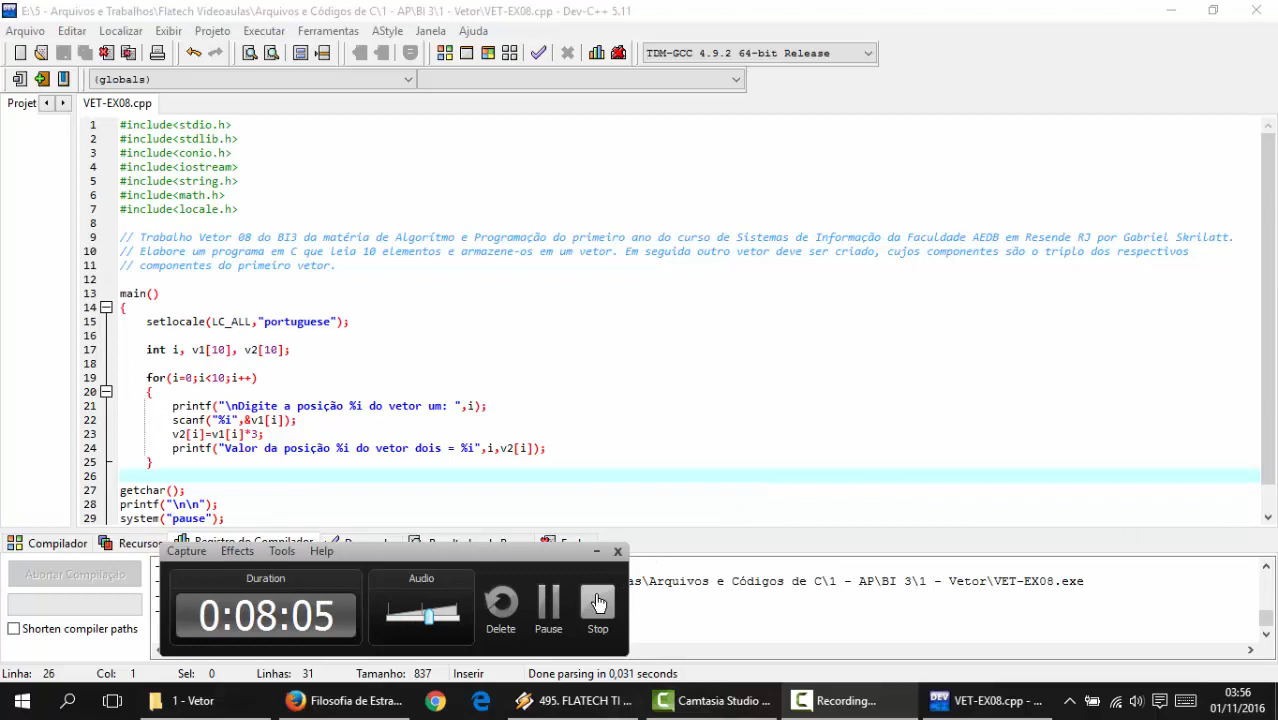 E:\5 - Arquivos e Trabalhos\Flatech Videoaulas\Arquivos e Códigos de C\1 - AP\BI 3\1 - Vetor\VET-EX08.cpp - Dev-C++ 5.11
Arquivo Editar Localizar Exibir Projeto Executar Ferramentas AStyle Janela Ajuda
TDM-GCC 4.9.2 64-bit Release
(globals)
Projet VET-EX08.cpp
1 #include<stdio.h>
2 #include<stdlib.h>
3 #include<conio.h>
4 #include<iostream>
5 #include<string.h>
6 #include<math.h>
7 #include<locale.h>
8
9 // Trabalho Vetor 08 do BI3 da matéria de Algorítmo e Programação do primeiro ano do curso de Sistemas de Informação da Faculdade AEDB em Resende RJ por Gabriel Skrilatt.
10 // Elabore um programa em C que leia 10 elementos e armazene-os em um vetor. Em seguida outro vetor deve ser criado, cujos componentes são o triplo dos respectivos
11 // componentes do primeiro vetor.
12
13 main()
14 {
15 setlocale(LC_ALL,"portuguese");
16
17 int i, v1[10], v2[10];
18
19 for(i=0;i<10;i++)
20 {
21 printf("\nDigite a posição %i do vetor um: ",i);
22 scanf("%i",&v1[i]);
23 v2[i]=v1[i]*3;
24 printf("Valor da posição %i do vetor dois = %i",i,v2[i]);
25 }
26
27 getchar();
28 printf("\n\n");
29 system("pause");
Compilador Recursos Registro do Compilador
Capture Effects Tools Help
Abortar Compilação
Duration Audio
as\Arquivos e Códigos de C\1 - AP\BI 3\1 - Vetor\VET-EX08.exe
0:08:05
Shorten compiler paths
Delete Pause Stop
Linha: 26 Col: 1 Sel: 0 Linhas: 31 Tamanho: 837 Inserir Done parsing in 0,031 seconds
1 - Vetor Filosofia de Estra... 495. FLATECH TI ... Camtasia Studio ... Recording... VET-EX08.cpp - ...
03:56
01/11/2016